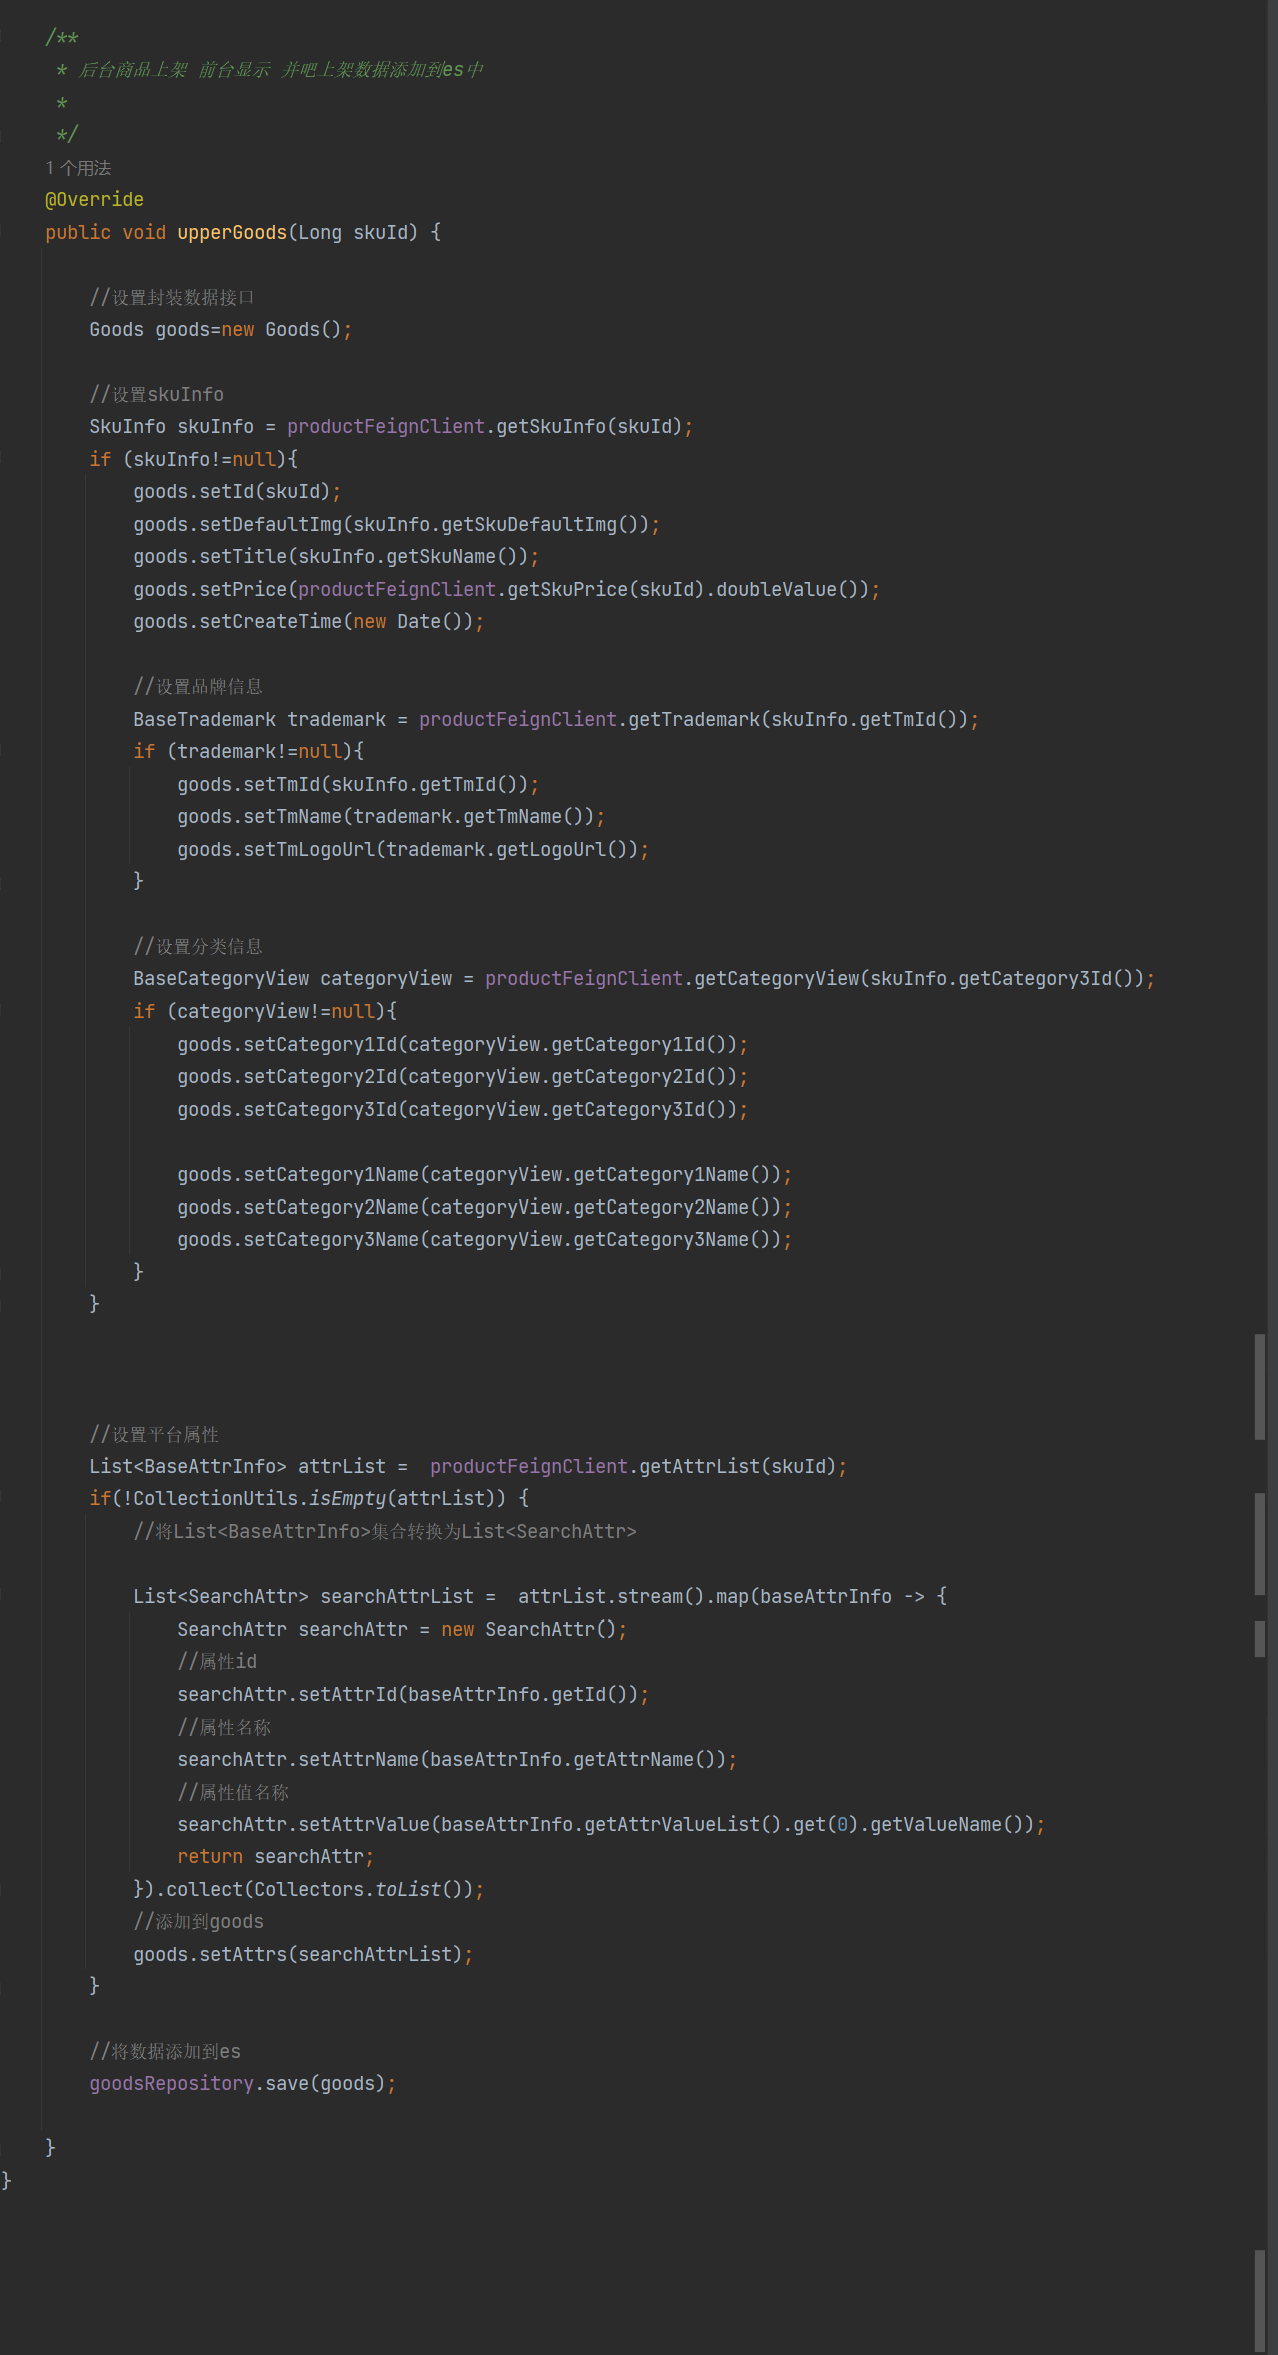 /**
 * 后台商品上架 前台显示 并吧上架数据添加到es中
 *
 */
1 个用法
@Override
public void upperGoods(Long skuId) {
//设置封装数据接口
Goods goods=new Goods();
//设置skuInfo
SkuInfo skuInfo = productFeignClient.getSkuInfo(skuId);
if (skuInfo!=null){
goods.setId(skuId);
goods.setDefaultImg(skuInfo.getSkuDefaultImg());
goods.setTitle(skuInfo.getSkuName());
goods.setPrice(productFeignClient.getSkuPrice(skuId).doubleValue());
goods.setCreateTime(new Date());
//设置品牌信息
BaseTrademark trademark = productFeignClient.getTrademark(skuInfo.getTmId());
if (trademark!=null){
goods.setTmId(skuInfo.getTmId());
goods.setTmName(trademark.getTmName());
goods.setTmLogoUrl(trademark.getLogoUrl());
}
//设置分类信息
BaseCategoryView categoryView = productFeignClient.getCategoryView(skuInfo.getCategory3Id());
if (categoryView!=null){
goods.setCategory1Id(categoryView.getCategory1Id());
goods.setCategory2Id(categoryView.getCategory2Id());
goods.setCategory3Id(categoryView.getCategory3Id());
goods.setCategory1Name(categoryView.getCategory1Name());
goods.setCategory2Name(categoryView.getCategory2Name());
goods.setCategory3Name(categoryView.getCategory3Name());
}
}
//设置平台属性
List<BaseAttrInfo> attrList =  productFeignClient.getAttrList(skuId);
if(!CollectionUtils.isEmpty(attrList)) {
//将List<BaseAttrInfo>集合转换为List<SearchAttr>
List<SearchAttr> searchAttrList =  attrList.stream().map(baseAttrInfo -> {
SearchAttr searchAttr = new SearchAttr();
//属性id
searchAttr.setAttrId(baseAttrInfo.getId());
//属性名称
searchAttr.setAttrName(baseAttrInfo.getAttrName());
//属性值名称
searchAttr.setAttrValue(baseAttrInfo.getAttrValueList().get(0).getValueName());
return searchAttr;
}).collect(Collectors.toList());
//添加到goods
goods.setAttrs(searchAttrList);
}
//将数据添加到es
goodsRepository.save(goods);
}
}